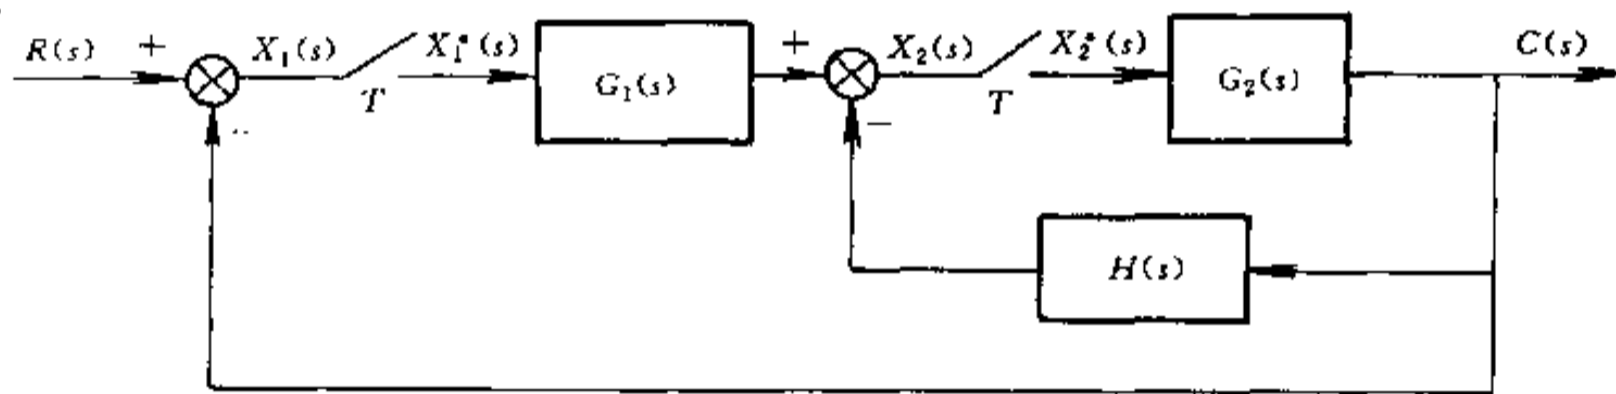 R(s) + X₁(s) X₁*(s) + X₂(s) X₂*(s) C(s)
G₁(s) G₂(s)
T T
−
H(s)